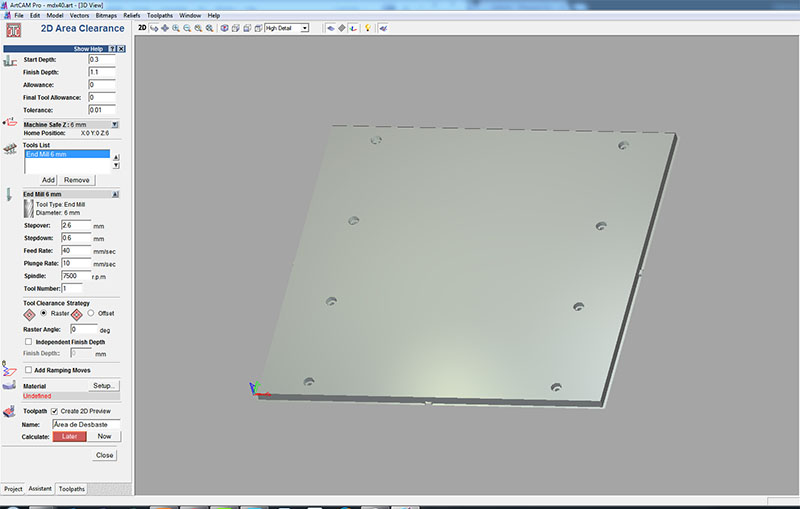 ArtCAM Pro - mdx40.art - [3D View]
File Model Vectors Bitmaps Reliefs Toolpaths Window Help
2D High Detail
2D Area Clearance
Show Help ? X
Start Depth: 0.3
Finish Depth: 1.1
Allowance: 0
Final Tool Allowance: 0
Tolerance: 0.01
Machine Safe Z : 6 mm
Home Position: X:0 Y:0 Z:6
Tools List
End Mill 6 mm
Add Remove
End Mill 6 mm
Tool Type: End Mill
Diameter: 6 mm
Stepover: 2.6 mm
Stepdown: 0.6 mm
Feed Rate: 40 mm/sec
Plunge Rate: 10 mm/sec
Spindle: 7500 r.p.m
Tool Number: 1
Tool Clearance Strategy
Raster Offset
Raster Angle: 0 deg
Independent Finish Depth
Finish Depth: 0 mm
Add Ramping Moves
Material Setup...
Undefined
Toolpath Create 2D Preview
Name: Área de Desbaste
Calculate: Later Now
Close
Project Assistant Toolpaths